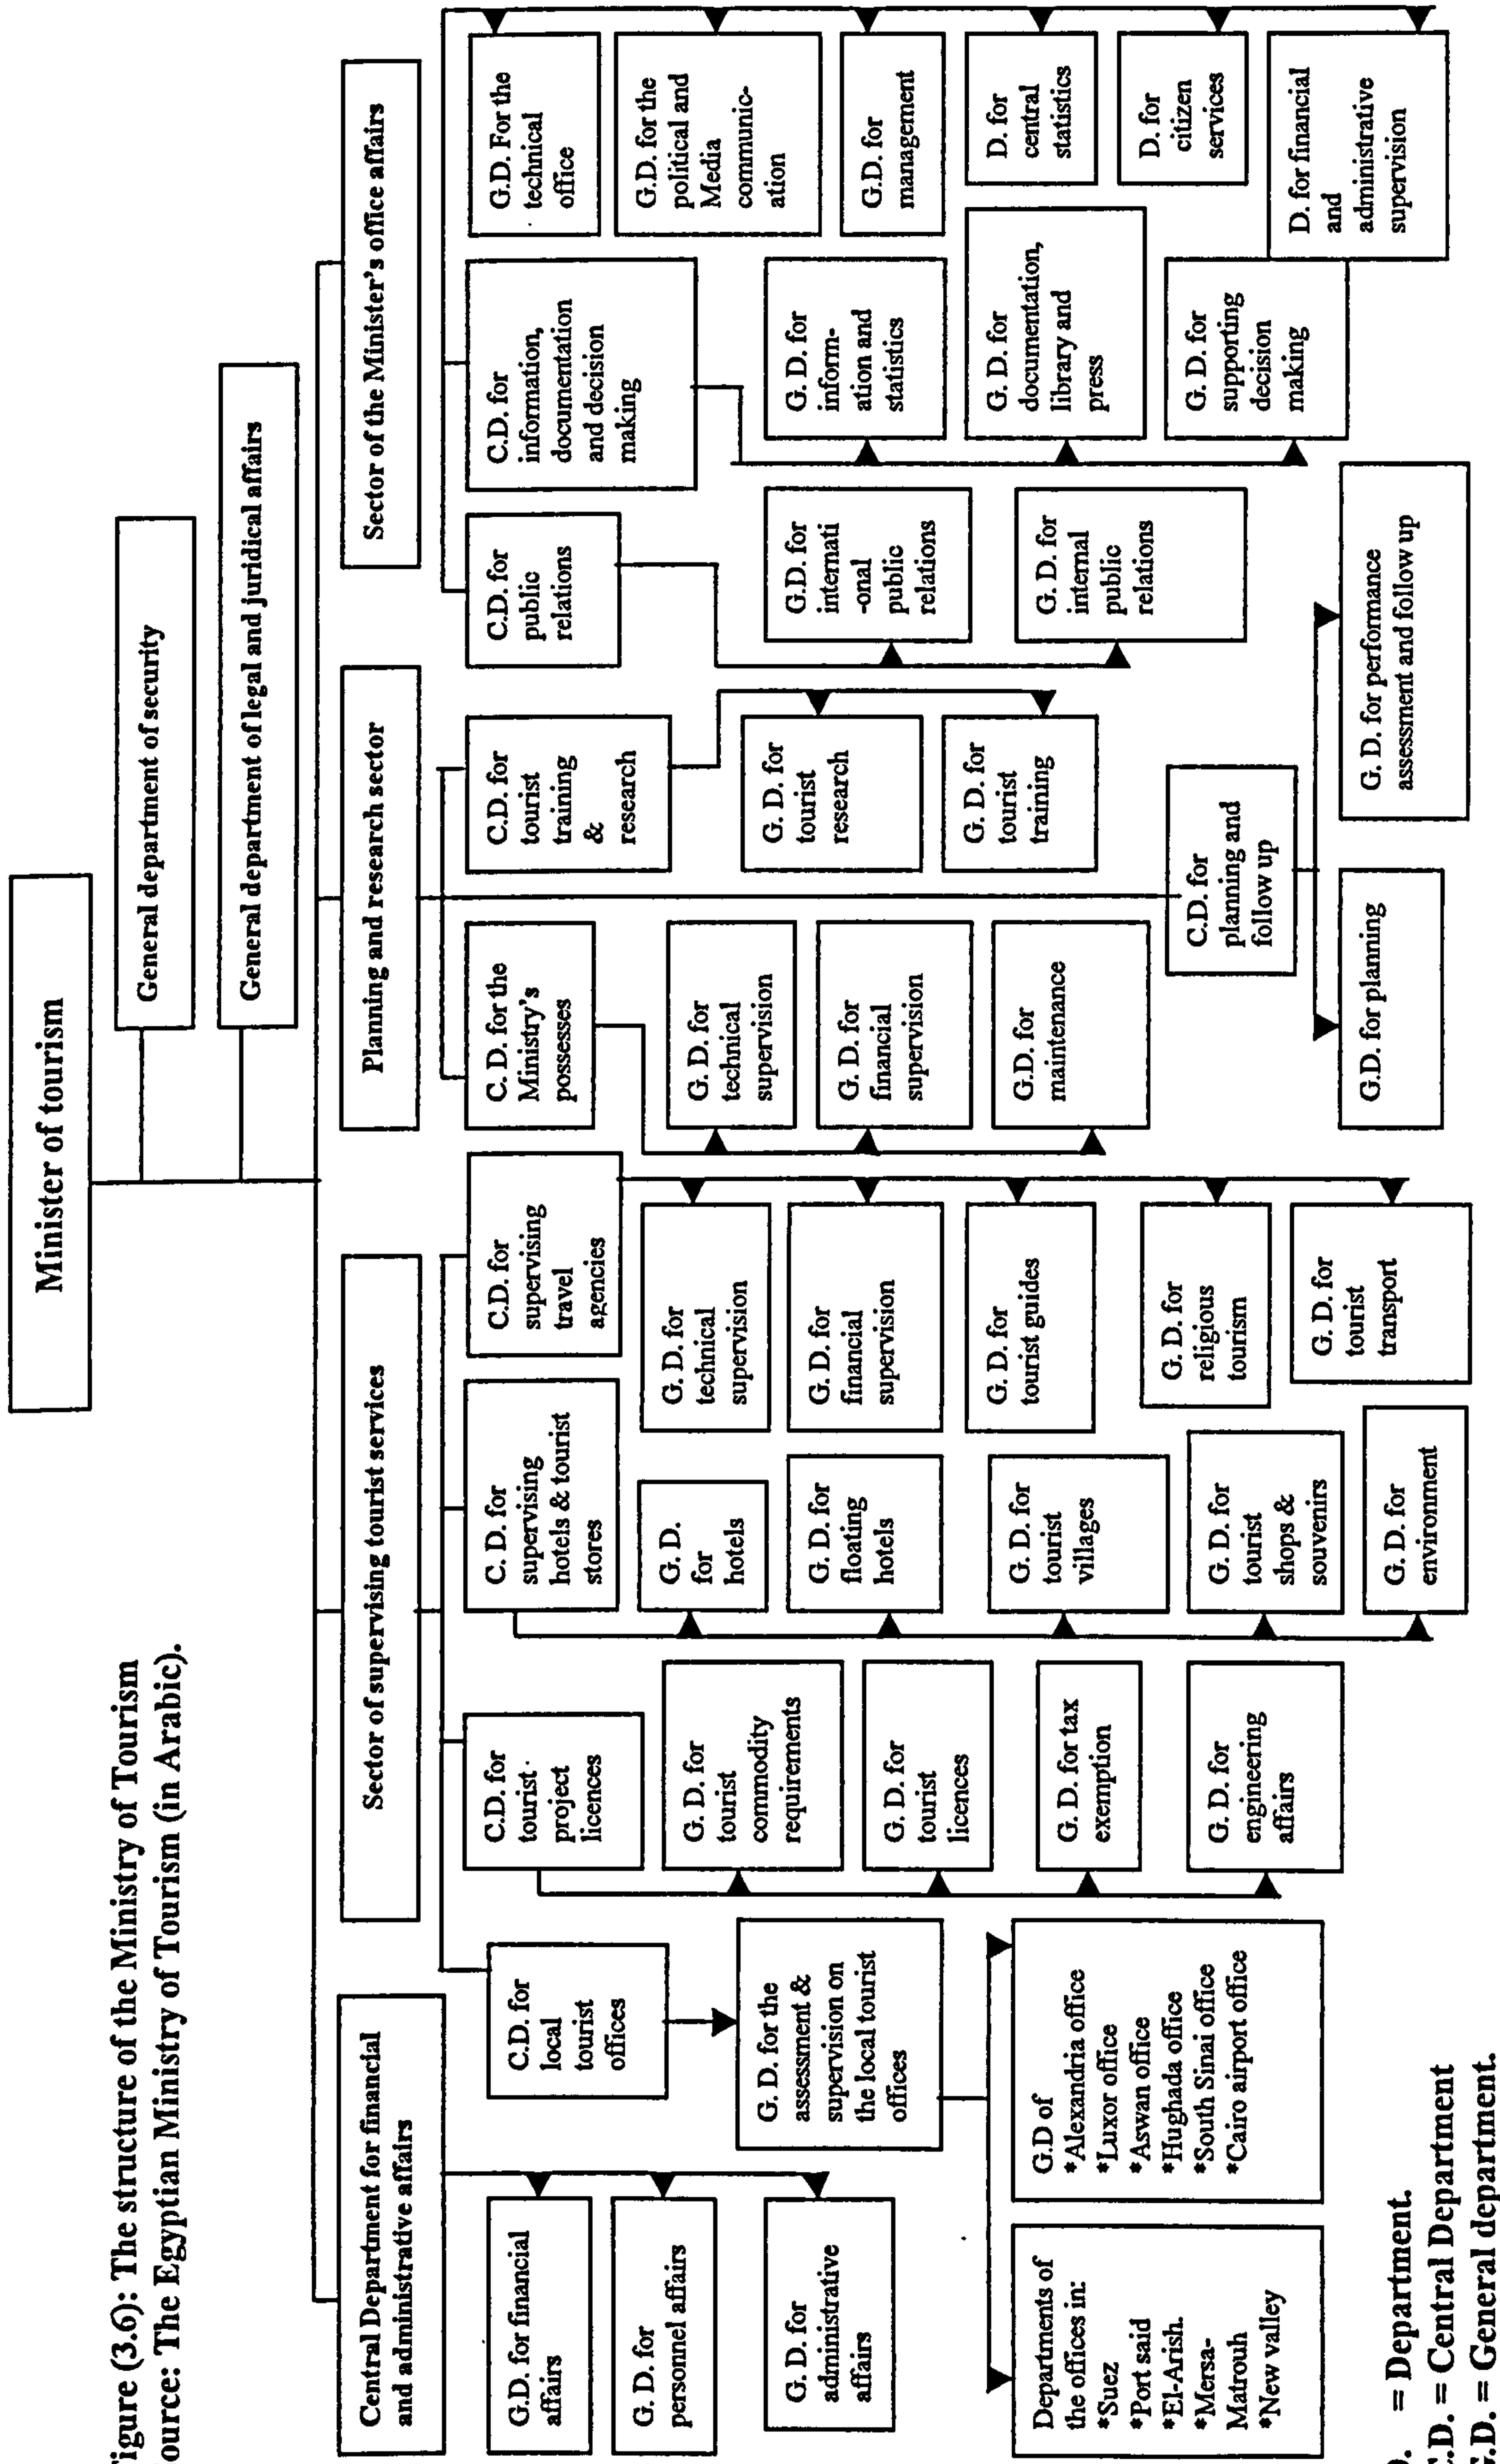 igure (3.6): The structure of the Ministry of Tourism
ource: The Egyptian Ministry of Tourism (in Arabic).
Minister of tourism
General department of security
General department of legal and juridical affairs
Central Department for financial
and administrative affairs
Sector of supervising tourist services
Planning and research sector
Sector of the Minister's office affairs
G.D. for financial
affairs
G. D. for
personnel affairs
G. D. for
administrative
affairs
C.D. for
local
tourist
offices
G. D. for the
assessment &
supervision on
the local tourist
offices
Departments of
the offices in:
*Suez
*Port said
*El-Arish.
*Mersa-
Matrouh
*New valley
G.D of
*Alexandria office
*Luxor office
*Aswan office
*Hughada office
*South Sinai office
*Cairo airport office
C.D. for
tourist
project
licences
G. D. for
tourist
commodity
requirements
G. D. for
tourist
licences
G. D. for tax
exemption
G. D. for
engineering
affairs
C. D. for
supervising
hotels & tourist
stores
G. D.
for
hotels
G. D. for
floating
hotels
G. D. for
tourist
villages
G. D. for
tourist
shops &
souvenirs
G. D. for
environment
C.D. for
supervising
travel
agencies
G. D. for
technical
supervision
G. D. for
financial
supervision
G. D. for
tourist guides
G. D. for
religious
tourism
G. D. for
tourist
transport
C. D. for the
Ministry's
possesses
G. D. for
technical
supervision
G. D. for
financial
supervision
G.D. for
maintenance
C.D. for
tourist
training
&
research
G. D. for
tourist
research
G. D. for
tourist
training
C.D. for
planning and
follow up
G.D. for planning
G. D. for performance
assessment and follow up
C.D. for
public
relations
G.D. for
internati
-onal
public
relations
G. D. for
internal
public
relations
C.D. for
information,
documentation
and decision
making
G. D. for
inform-
ation and
statistics
G. D. for
documentation,
library and
press
G. D. for
supporting
decision
making
G.D. For the
technical
office
G.D. for the
political and
Media
communic-
ation
G.D. for
management
D. for
central
statistics
D. for
citizen
services
D. for financial
and
administrative
supervision
). = Department.
.D. = Central Department
.D. = General department.